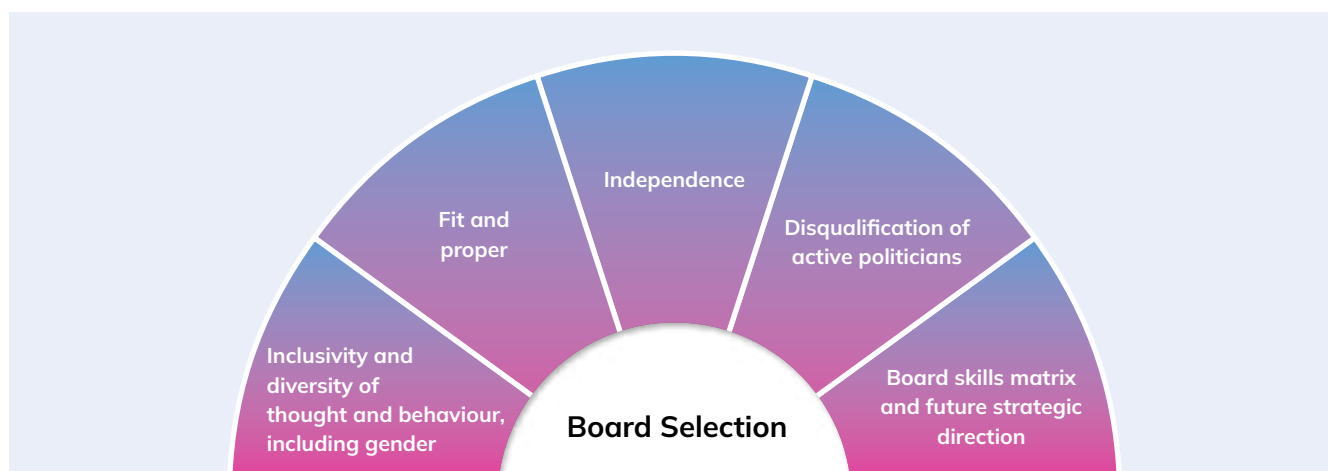 Inclusivity and
diversity of
thought and behaviour,
including gender
Fit and
proper
Independence
Disqualification of
active politicians
Board skills matrix
and future strategic
direction
Board Selection